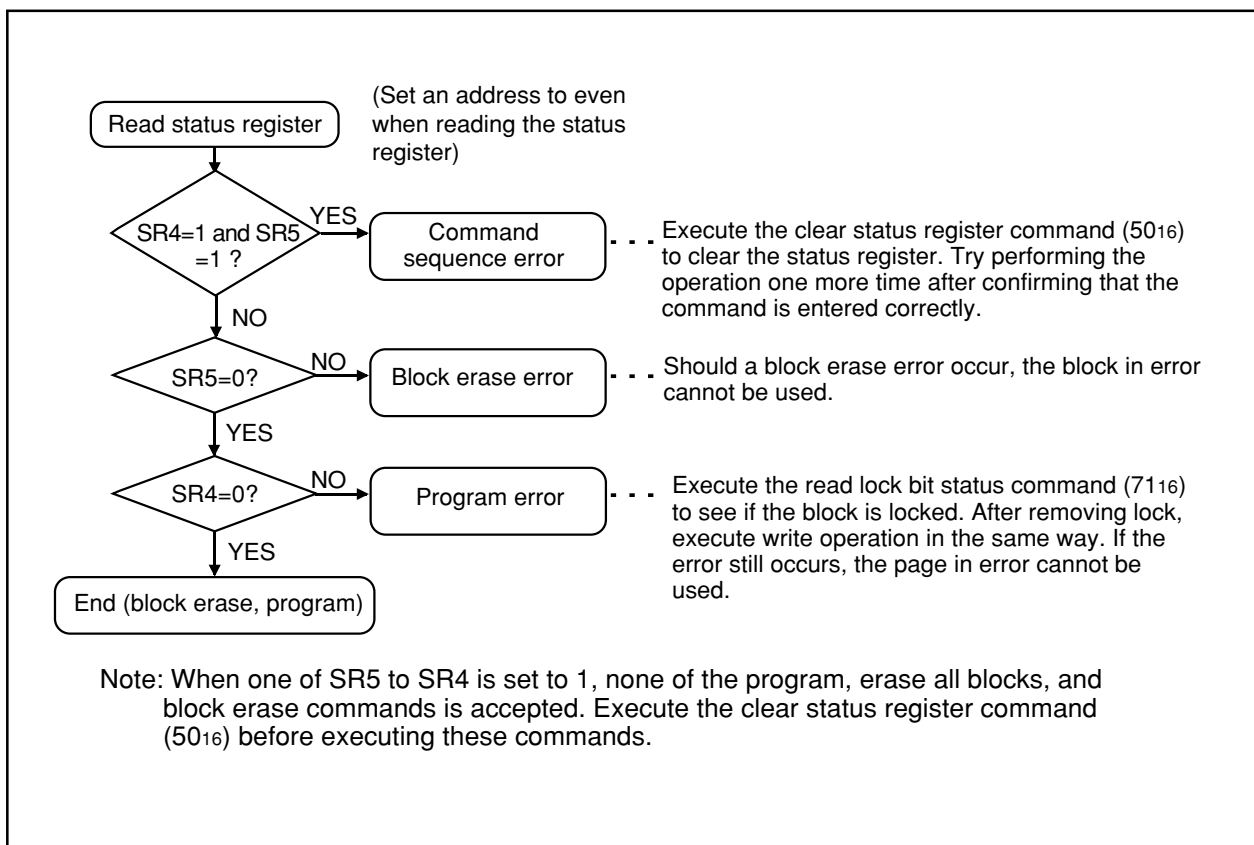 Read status register
(Set an address to even
when reading the status
register)
SR4=1 and SR5
=1 ?
YES
Command
sequence error
Execute the clear status register command (5016)
to clear the status register. Try performing the
operation one more time after confirming that the
command is entered correctly.
NO
SR5=0?
NO
Block erase error
Should a block erase error occur, the block in error
cannot be used.
YES
SR4=0?
NO
Program error
Execute the read lock bit status command (7116)
to see if the block is locked. After removing lock,
execute write operation in the same way. If the
error still occurs, the page in error cannot be
used.
YES
End (block erase, program)
Note: When one of SR5 to SR4 is set to 1, none of the program, erase all blocks, and
block erase commands is accepted. Execute the clear status register command
(5016) before executing these commands.